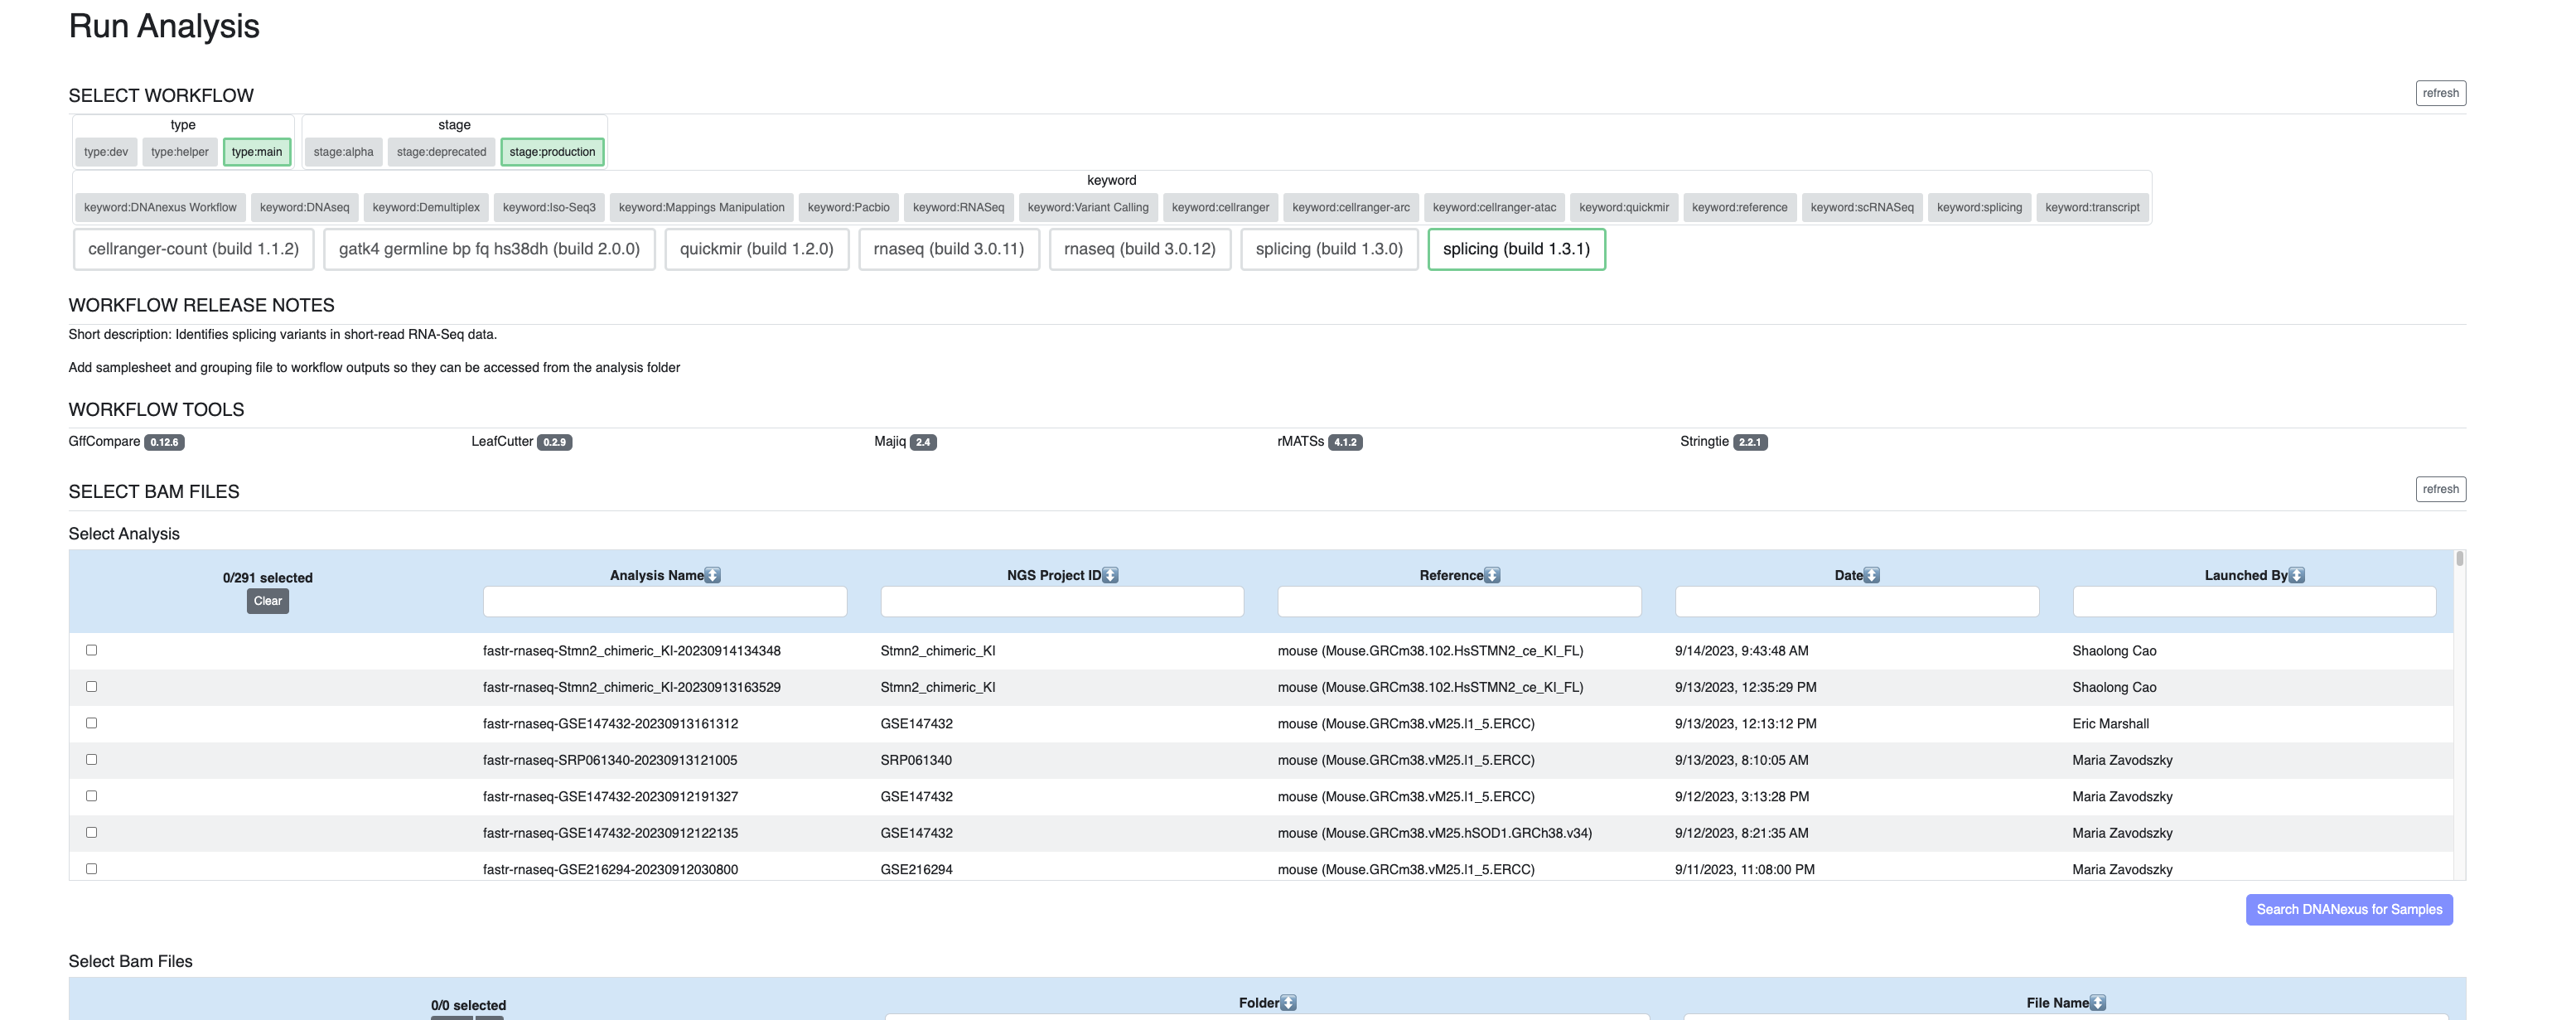 Run Analysis
SELECT WORKFLOW refresh
type stage
type:dev type:helper type:main stage:alpha stage:deprecated stage:production
keyword
keyword:DNAnexus Workflow keyword:DNAseq keyword:Demultiplex keyword:Iso-Seq3 keyword:Mappings Manipulation keyword:Pacbio keyword:RNASeq keyword:Variant Calling keyword:cellranger keyword:cellranger-arc keyword:cellranger-atac keyword:quickmir keyword:reference keyword:scRNASeq keyword:splicing keyword:transcript
cellranger-count (build 1.1.2) gatk4 germline bp fq hs38dh (build 2.0.0) quickmir (build 1.2.0) rnaseq (build 3.0.11) rnaseq (build 3.0.12) splicing (build 1.3.0) splicing (build 1.3.1)
WORKFLOW RELEASE NOTES
Short description: Identifies splicing variants in short-read RNA-Seq data.
Add samplesheet and grouping file to workflow outputs so they can be accessed from the analysis folder
WORKFLOW TOOLS
GffCompare 0.12.6 LeafCutter 0.2.9 Majiq 2.4 rMATSs 4.1.2 Stringtie 2.2.1
SELECT BAM FILES refresh
Select Analysis
0/291 selected Analysis Name NGS Project ID Reference Date Launched By
Clear
fastr-rnaseq-Stmn2_chimeric_KI-20230914134348 Stmn2_chimeric_KI mouse (Mouse.GRCm38.102.HsSTMN2_ce_KI_FL) 9/14/2023, 9:43:48 AM Shaolong Cao
fastr-rnaseq-Stmn2_chimeric_KI-20230913163529 Stmn2_chimeric_KI mouse (Mouse.GRCm38.102.HsSTMN2_ce_KI_FL) 9/13/2023, 12:35:29 PM Shaolong Cao
fastr-rnaseq-GSE147432-20230913161312 GSE147432 mouse (Mouse.GRCm38.vM25.l1_5.ERCC) 9/13/2023, 12:13:12 PM Eric Marshall
fastr-rnaseq-SRP061340-20230913121005 SRP061340 mouse (Mouse.GRCm38.vM25.l1_5.ERCC) 9/13/2023, 8:10:05 AM Maria Zavodszky
fastr-rnaseq-GSE147432-20230912191327 GSE147432 mouse (Mouse.GRCm38.vM25.l1_5.ERCC) 9/12/2023, 3:13:28 PM Maria Zavodszky
fastr-rnaseq-GSE147432-20230912122135 GSE147432 mouse (Mouse.GRCm38.vM25.hSOD1.GRCh38.v34) 9/12/2023, 8:21:35 AM Maria Zavodszky
fastr-rnaseq-GSE216294-20230912030800 GSE216294 mouse (Mouse.GRCm38.vM25.l1_5.ERCC) 9/11/2023, 11:08:00 PM Maria Zavodszky
Search DNANexus for Samples
Select Bam Files
0/0 selected Folder File Name